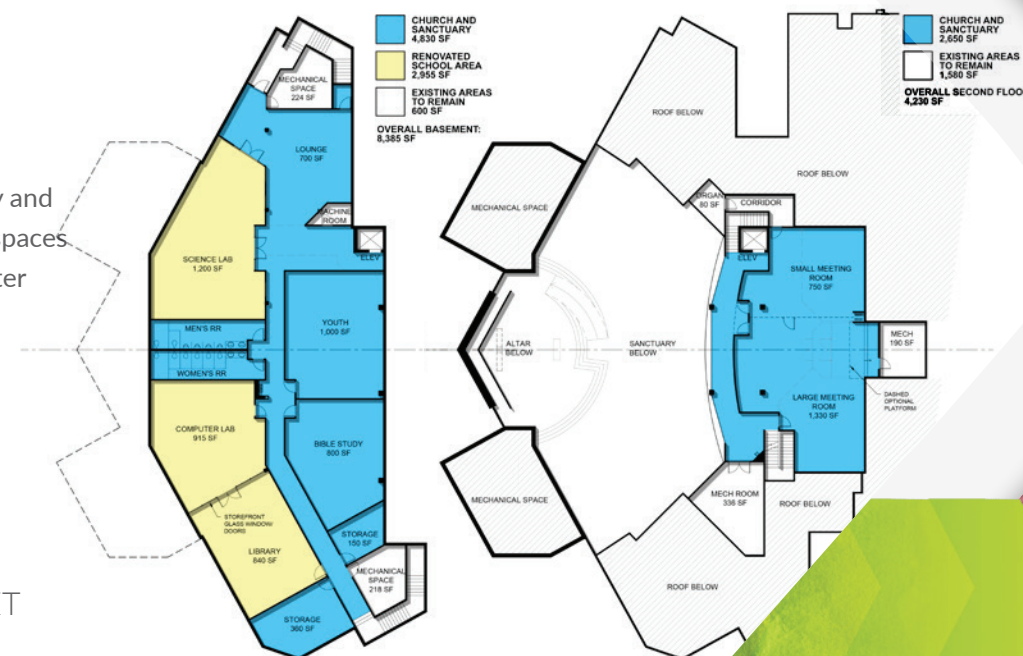 y and
spaces
ter
ET
CHURCH AND
SANCTUARY
4,830 SF
RENOVATED
SCHOOL AREA
2,955 SF
EXISTING AREAS
TO REMAIN
600 SF
OVERALL BASEMENT:
8,385 SF
MECHANICAL
SPACE
224 SF
LOUNGE
700 SF
MACHINE
ROOM
ELEV
SCIENCE LAB
1,200 SF
YOUTH
1,000 SF
MEN'S RR
WOMEN'S RR
COMPUTER LAB
915 SF
BIBLE STUDY
800 SF
STOREFRONT
GLASS WINDOW/
DOORS
LIBRARY
840 SF
STORAGE
150 SF
MECHANICAL
SPACE
218 SF
STORAGE
360 SF
CHURCH AND
SANCTUARY
2,650 SF
EXISTING AREAS
TO REMAIN
1,580 SF
OVERALL SECOND FLOO
4,230 SF
ROOF BELOW
ROOF BELOW
MECHANICAL SPACE
ORGAN
80 SF
CORRIDOR
ELEV
SMALL MEETING
ROOM
750 SF
MECH
190 SF
ALTAR
BELOW
SANCTUARY
BELOW
DASHED
OPTIONAL
PLATFORM
LARGE MEETING
ROOM
1,330 SF
MECHANICAL SPACE
MECH ROOM
336 SF
ROOF BELOW
ROOF BELOW